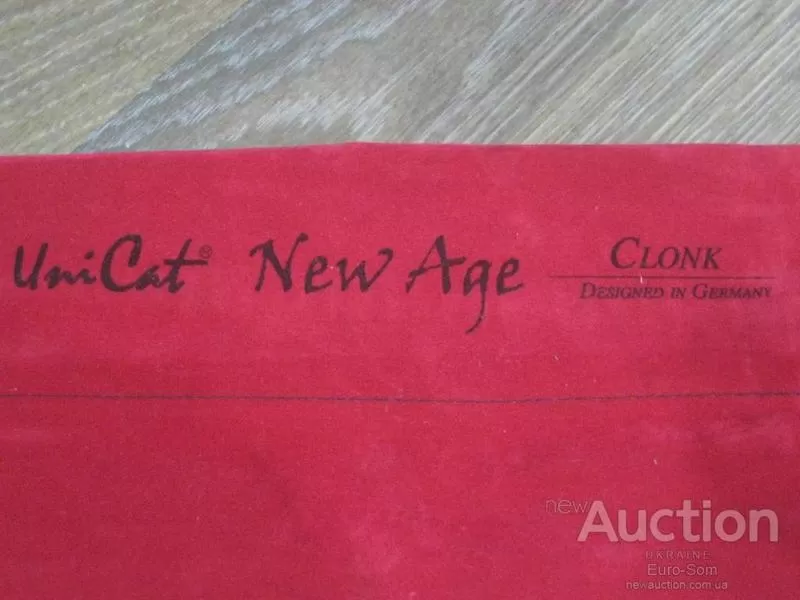 UniCat® New Age CLONK
DESIGNED IN GERMANY
new Auction
UKRAINE
Euro-Som
newauction.com.ua